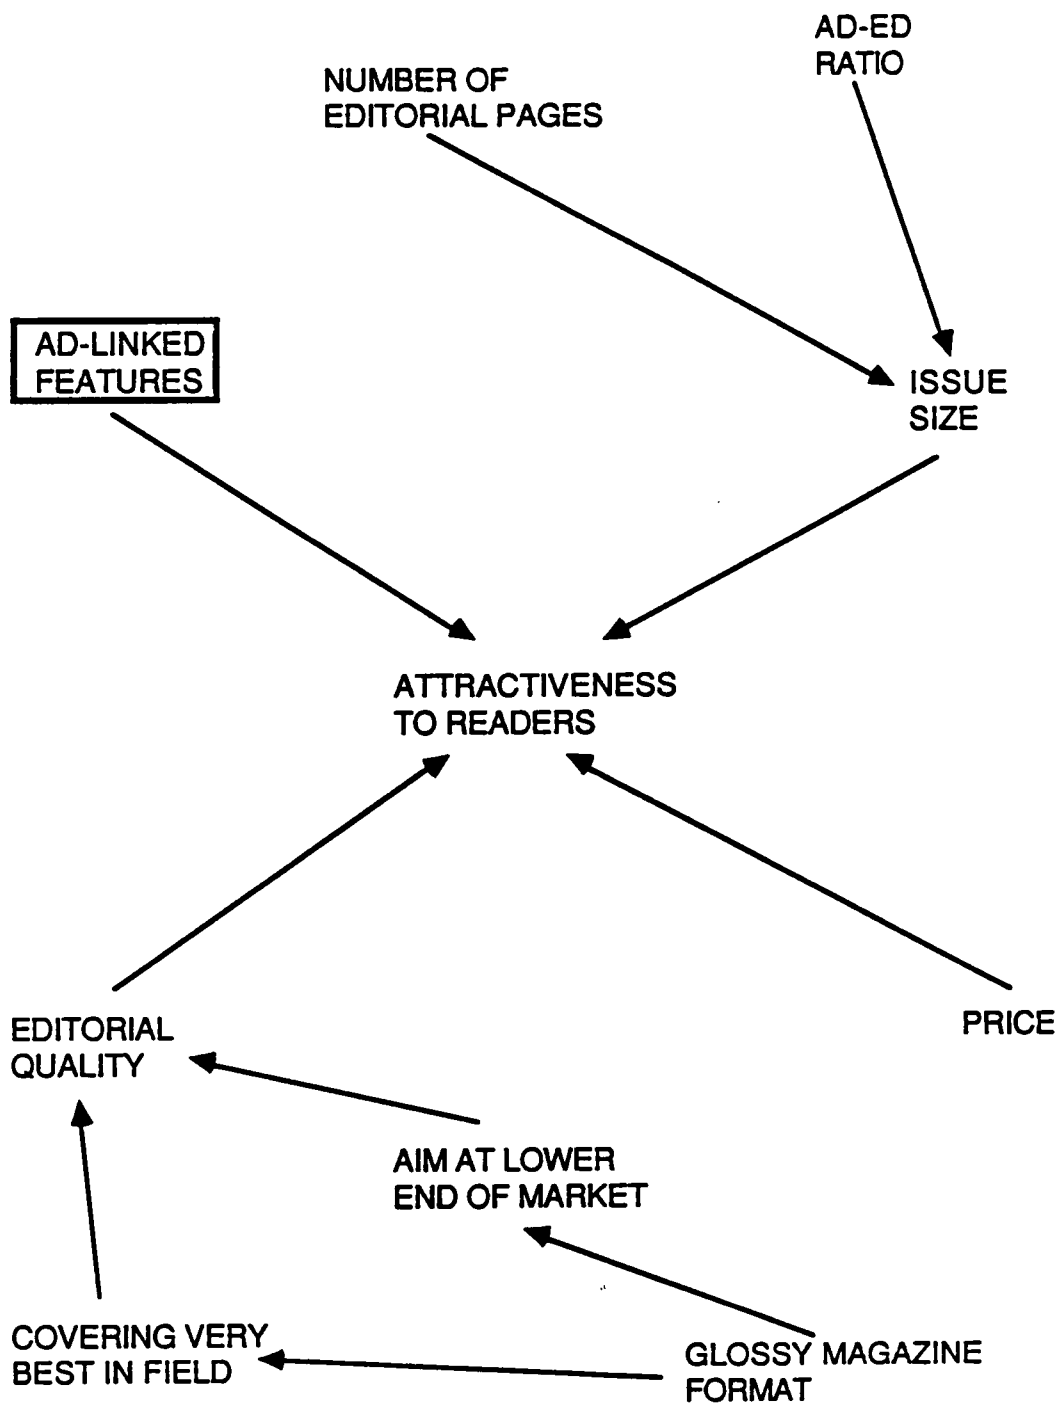 AD-ED
RATIO
NUMBER OF
EDITORIAL PAGES
AD-LINKED
FEATURES
ISSUE
SIZE
ATTRACTIVENESS
TO READERS
EDITORIAL
QUALITY
PRICE
AIM AT LOWER
END OF MARKET
COVERING VERY
BEST IN FIELD
GLOSSY MAGAZINE
FORMAT